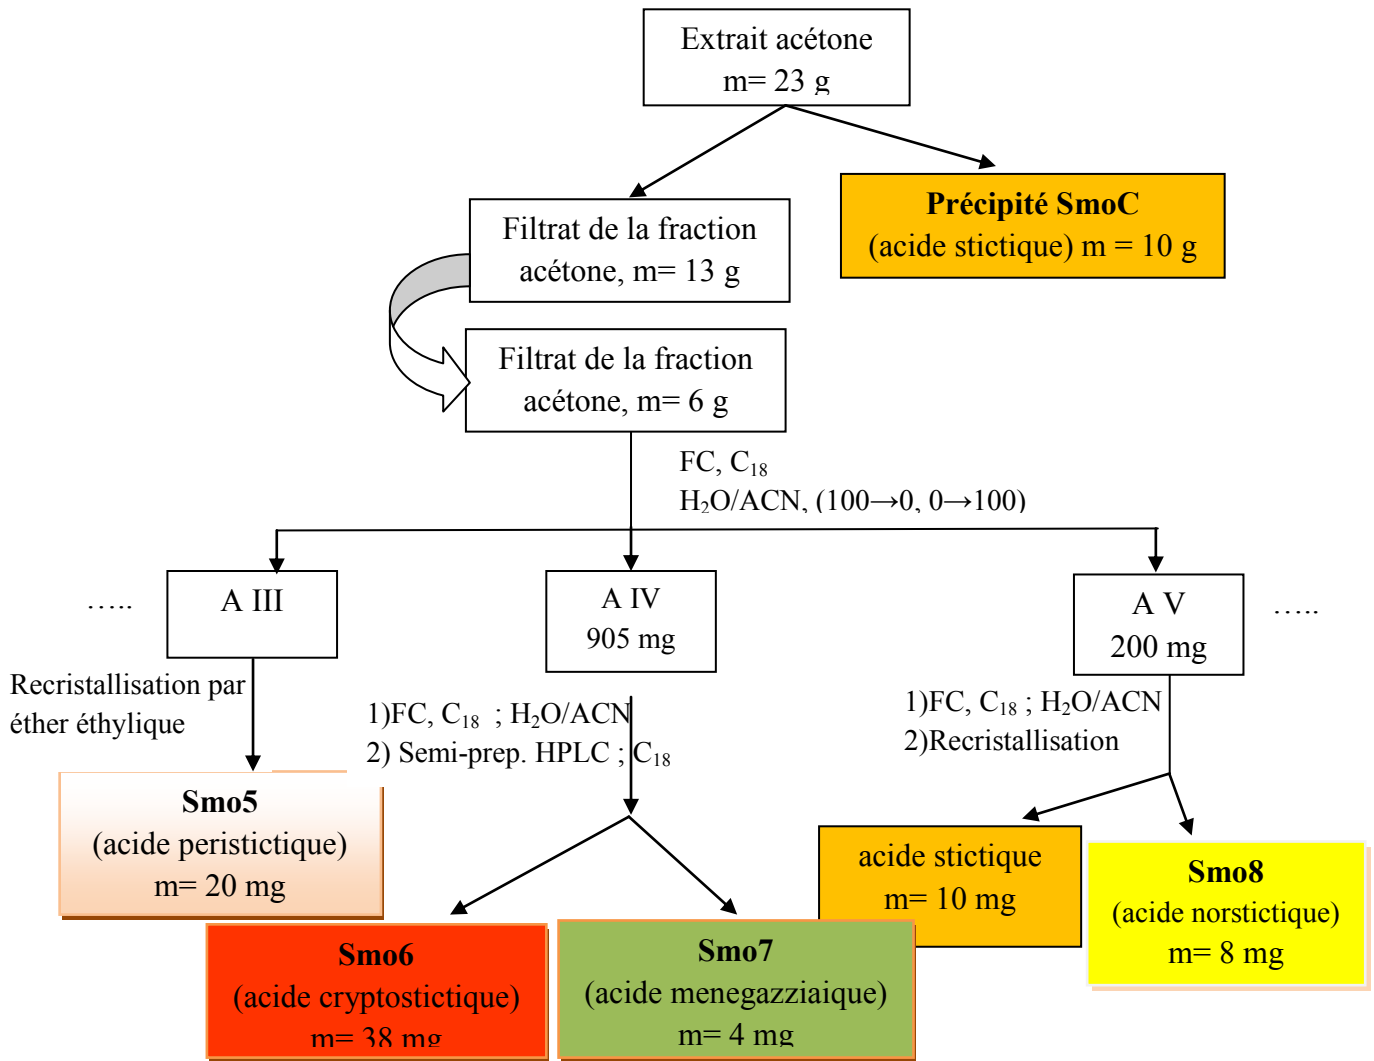 Extrait acétone
m= 23 g
Précipité SmoC
(acide stictique) m = 10 g
Filtrat de la fraction
acétone, m= 13 g
Filtrat de la fraction
acétone, m= 6 g
FC, C18
H2O/ACN, (100→0, 0→100)
…..
A III
A IV
905 mg
A V
200 mg
…..
Recristallisation par
éther éthylique
1)FC, C18 ; H2O/ACN
2) Semi-prep. HPLC ; C18
1)FC, C18 ; H2O/ACN
2)Recristallisation
Smo5
(acide peristictique)
m= 20 mg
Smo6
(acide cryptostictique)
m= 38 mg
Smo7
(acide menegazziaique)
m= 4 mg
acide stictique
m= 10 mg
Smo8
(acide norstictique)
m= 8 mg